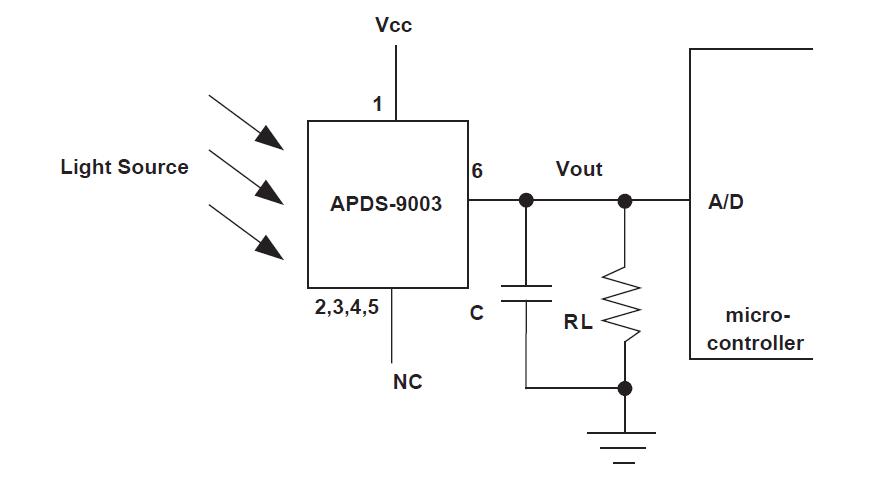 Vcc
1
Light Source
6
Vout
APDS-9003
A/D
2,3,4,5
C
RL
micro-
controller
NC